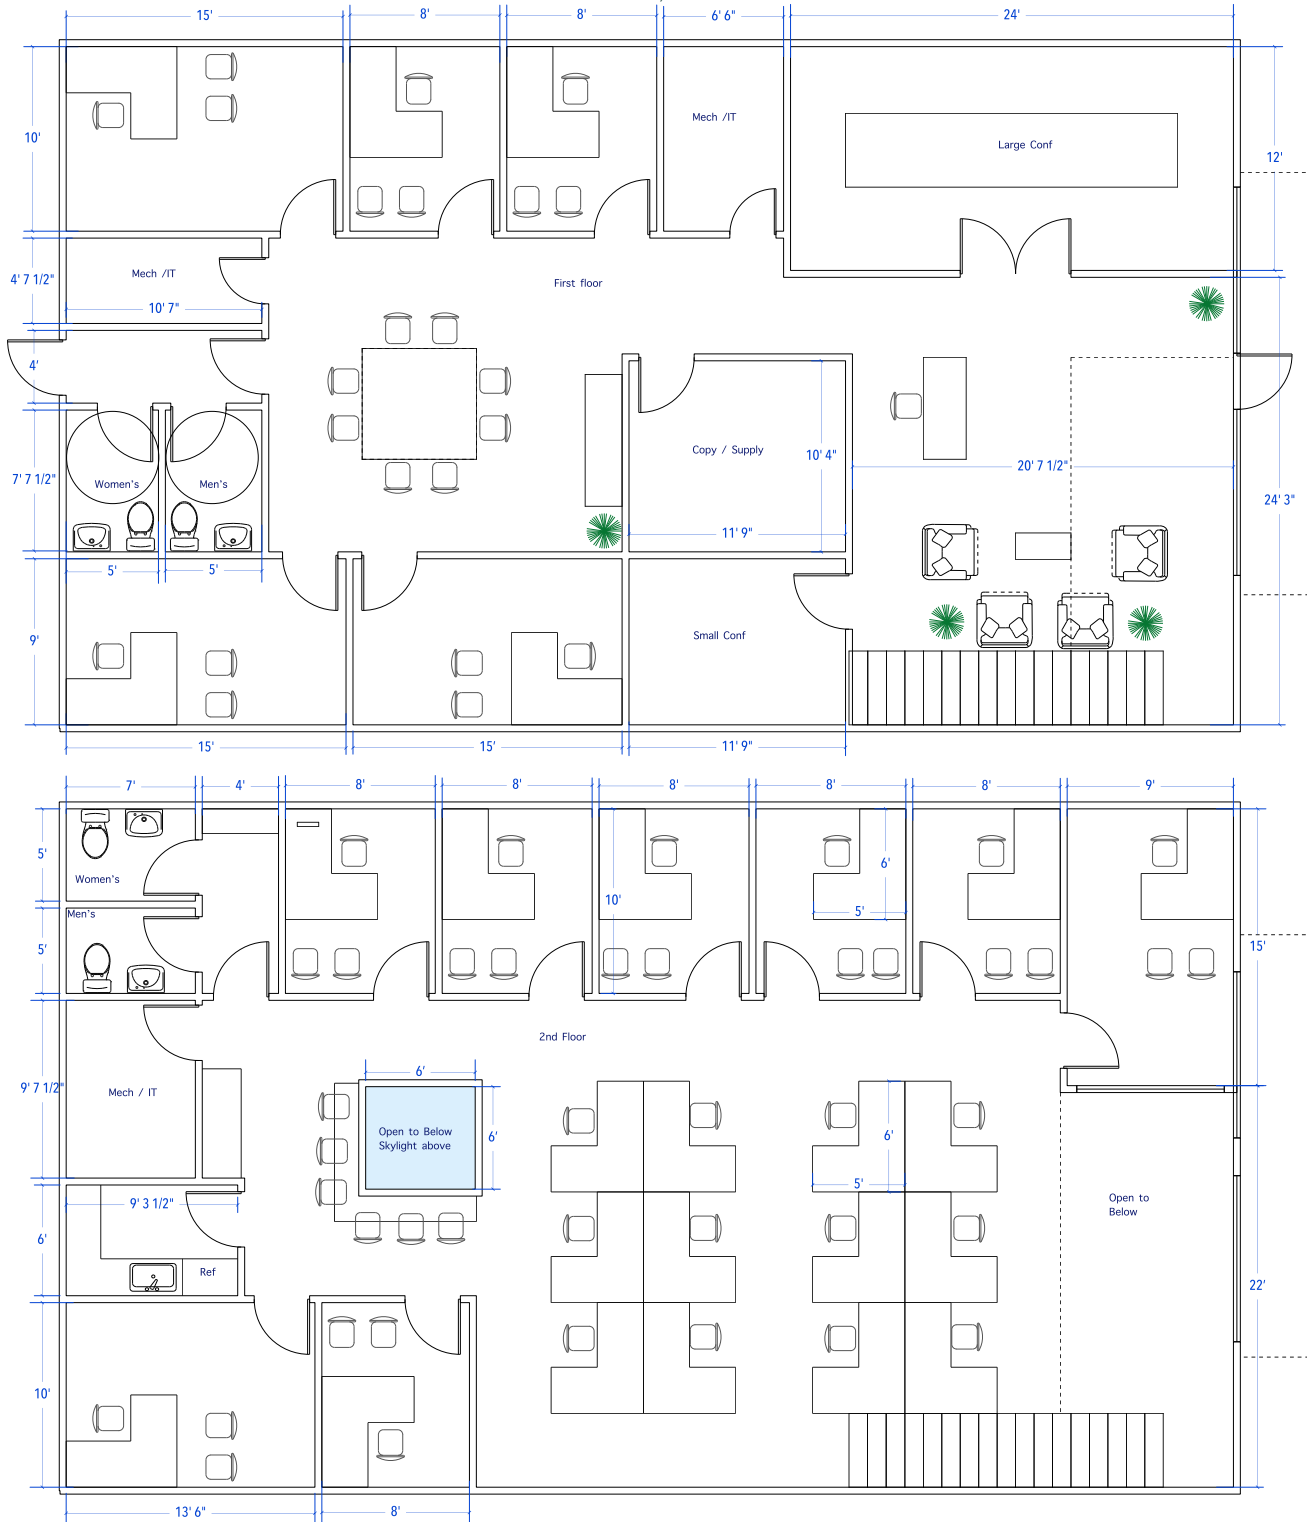 15'
8'
8'
6' 6"
24'
10'
Mech /IT
Large Conf
12'
4' 7 1/2"
Mech /IT
10' 7"
First floor
4'
7' 7 1/2"
Women's
Men's
Copy / Supply
10' 4"
20' 7 1/2"
24' 3"
11' 9"
5'
5'
9'
Small Conf
15'
15'
11' 9"
7'
4'
8'
8'
8'
8'
8'
9'
5'
Women's
6'
10'
5'
Men's
5'
15'
2nd Floor
9' 7 1/2"
Mech / IT
6'
Open to Below
Skylight above
6'
6'
5'
9' 3 1/2"
Open to
Below
6'
Ref
22'
10'
13' 6"
8'